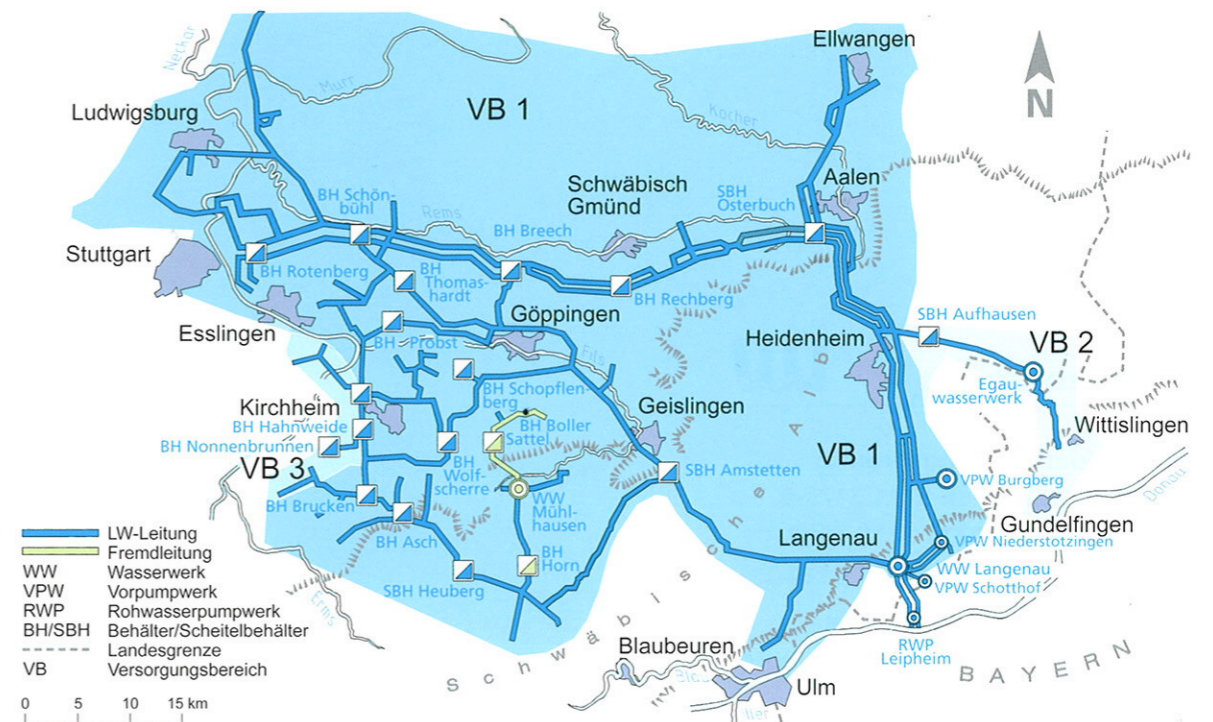 Ellwangen
N
Neckar
Murr
VB 1
Kocher
Ludwigsburg
Aalen
BH Schön-
bühl
Schwäbisch
Gmünd
SBH
Osterbuch
Rems
BH Breech
Stuttgart
BH Rotenberg
BH
Thomas-
hardt
BH Rechberg
Göppingen
SBH Aufhausen
Esslingen
BH Probst
Fils
Heidenheim
VB 2
Egau-
wasserwerk
BH Schopflen-
berg
Kirchheim
BH Hahnweide
BH Nonnenbrunnen
BH Boller
Sattel
Geislingen
Wittislingen
VB 3
BH
Wolf-
scherre
SBH Amstetten
VB 1
VPW Burgberg
Donau
BH Brucken
WW
Mühl-
hausen
Gundelfingen
BH Asch
Langenau
VPW Niederstotzingen
BH
Horn
WW Langenau
VPW Schotthof
SBH Heuberg
Erms
RWP
Leipheim
Blaubeuren
Schwäbische Alb
BAYERN
Ulm
LW-Leitung
Fremdleitung
WW Wasserwerk
VPW Vorpumpwerk
RWP Rohwasserpumpwerk
BH/SBH Behälter/Scheitelbehälter
Landesgrenze
VB Versorgungsbereich
0 5 10 15 km